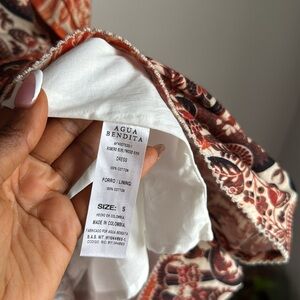 AGUA
BENDITA
DRESS
100% COTTON
FORRO / LINING
100% COTTON
SIZE: S
HECHO EN COLOMBIA
MADE IN COLOMBIA
FABRICADO POR AGUA BENDITA